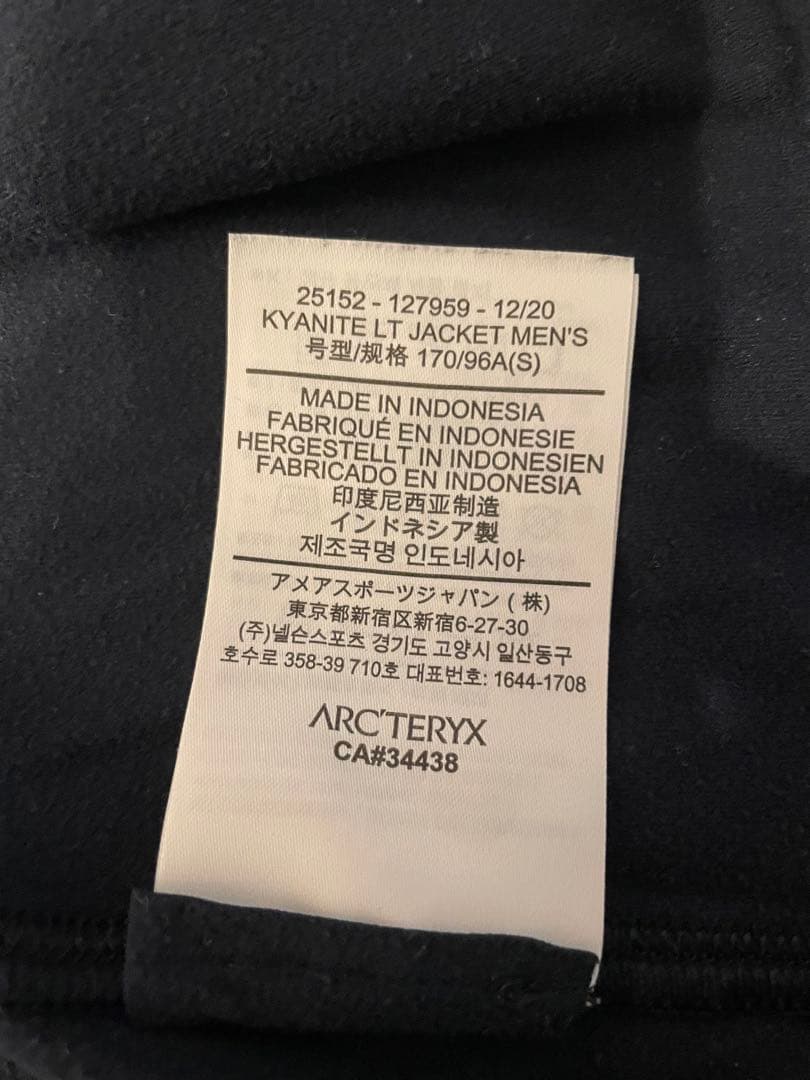 25152 - 127959 - 12/20
KYANITE LT JACKET MEN'S
号型/规格 170/96A(S)
MADE IN INDONESIA
FABRIQUÉ EN INDONESIE
HERGESTELLT IN INDONESIEN
FABRICADO EN INDONESIA
印度尼西亚制造
インドネシア製
제조국명 인도네시아
アメアスポーツジャパン (株)
東京都新宿区新宿6-27-30
(주)넬슨스포츠 경기도 고양시 일산동구
호수로 358-39 710호 대표번호: 1644-1708
ARC'TERYX
CA#34438